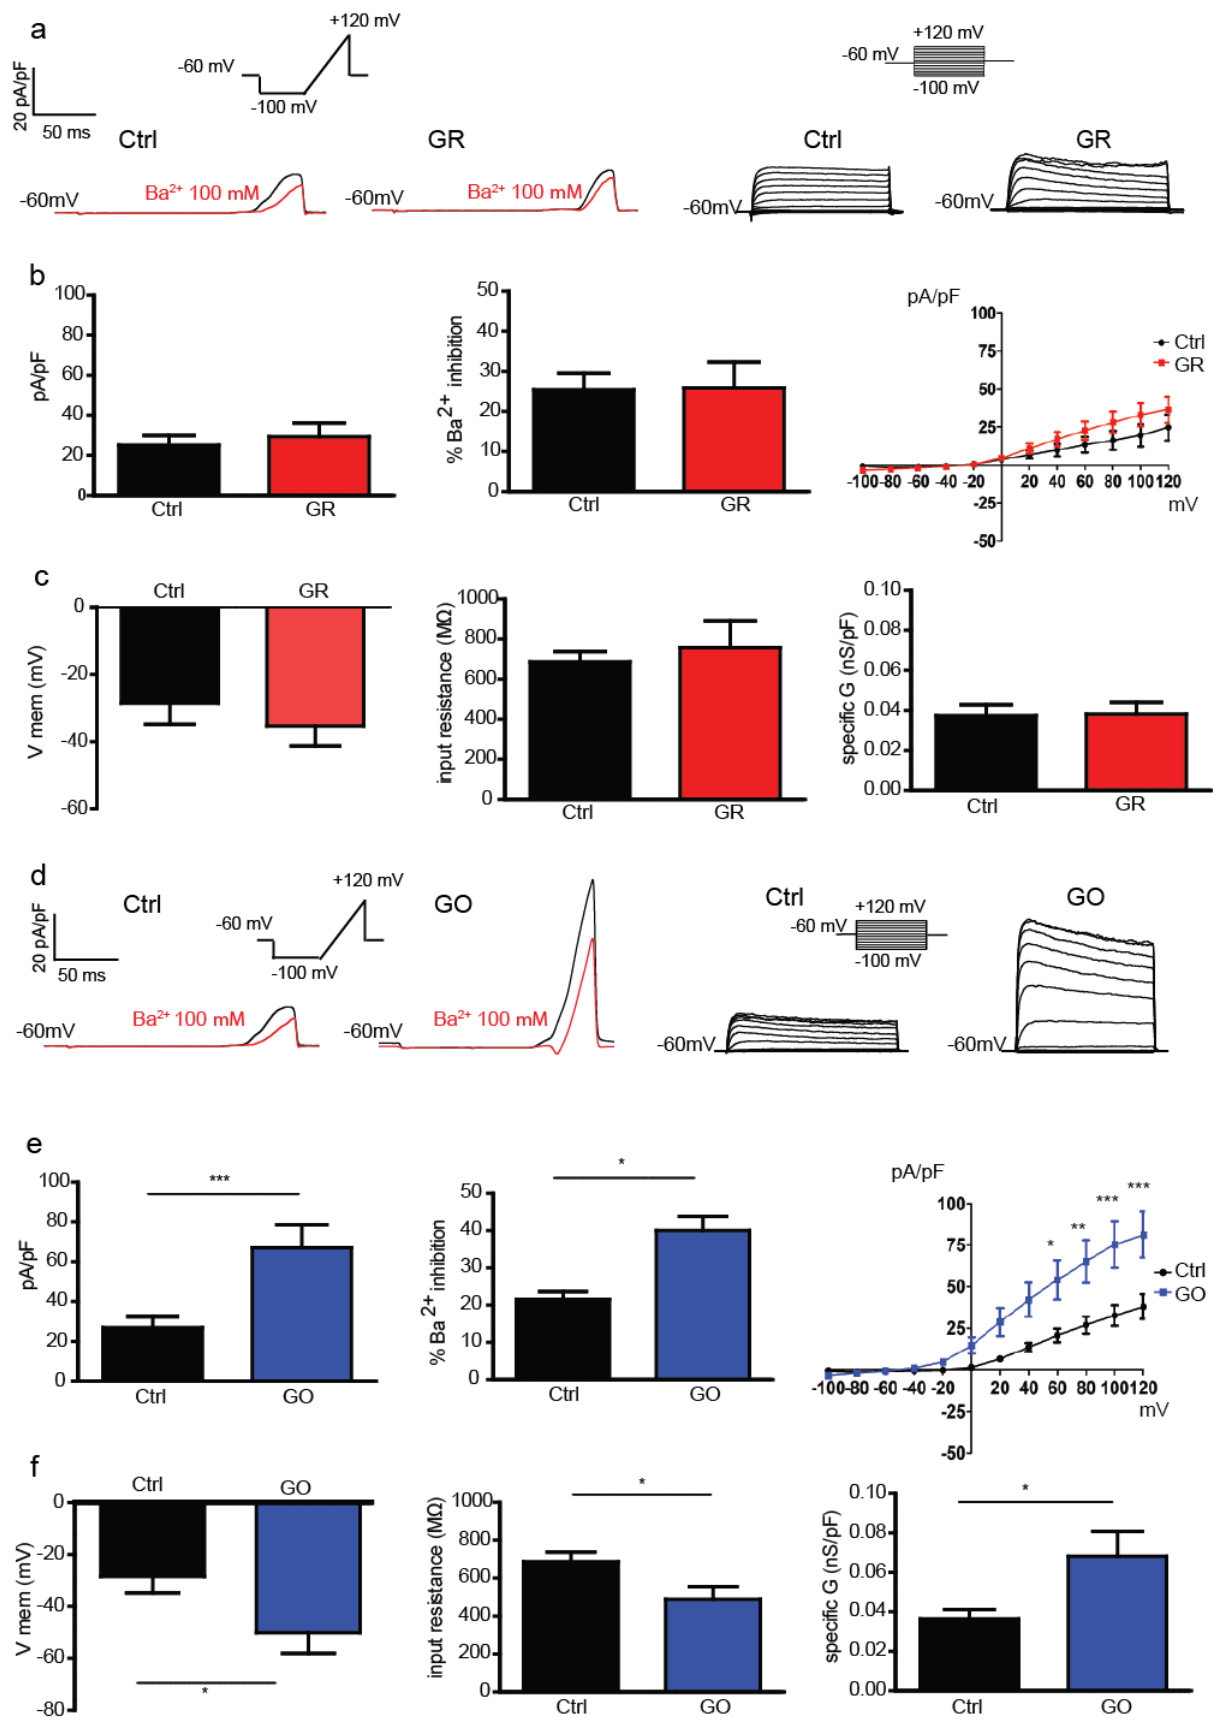 a
+120 mV
-60 mV
-100 mV
20 pA/pF
50 ms
+120 mV
-60 mV
-100 mV
Ctrl
GR
Ctrl
GR
-60mV
Ba²⁺ 100 mM
-60mV
Ba²⁺ 100 mM
-60mV
-60mV
b
100
80
60
40
20
0
pA/pF
Ctrl
GR
50
40
30
20
10
0
% Ba²⁺ inhibition
Ctrl
GR
pA/pF
100
75
50
25
-25
-50
-100 -80 -60 -40 -20 20 40 60 80 100 120
mV
Ctrl
GR
c
Ctrl
GR
0
-20
-40
-60
V mem (mV)
1000
800
600
400
200
0
input resistance (MΩ)
Ctrl
GR
0.10
0.08
0.06
0.04
0.02
0.00
specific G (nS/pF)
Ctrl
GR
d
20 pA/pF
50 ms
Ctrl
+120 mV
-60 mV
-100 mV
GO
Ctrl
+120 mV
-60 mV
-100 mV
GO
-60mV
Ba²⁺ 100 mM
-60mV
Ba²⁺ 100 mM
-60mV
-60mV
e
100
80
60
40
20
0
pA/pF
***
Ctrl
GO
50
40
30
20
10
0
% Ba²⁺ inhibition
*
Ctrl
GO
pA/pF
100
75
50
25
-25
-50
* ** *** ***
-100 -80 -60 -40 -20 20 40 60 80 100 120
mV
Ctrl
GO
f
Ctrl
GO
0
-20
-40
-60
-80
V mem (mV)
*
1000
800
600
400
200
0
input resistance (MΩ)
*
Ctrl
GO
0.10
0.08
0.06
0.04
0.02
0.00
specific G (nS/pF)
*
Ctrl
GO